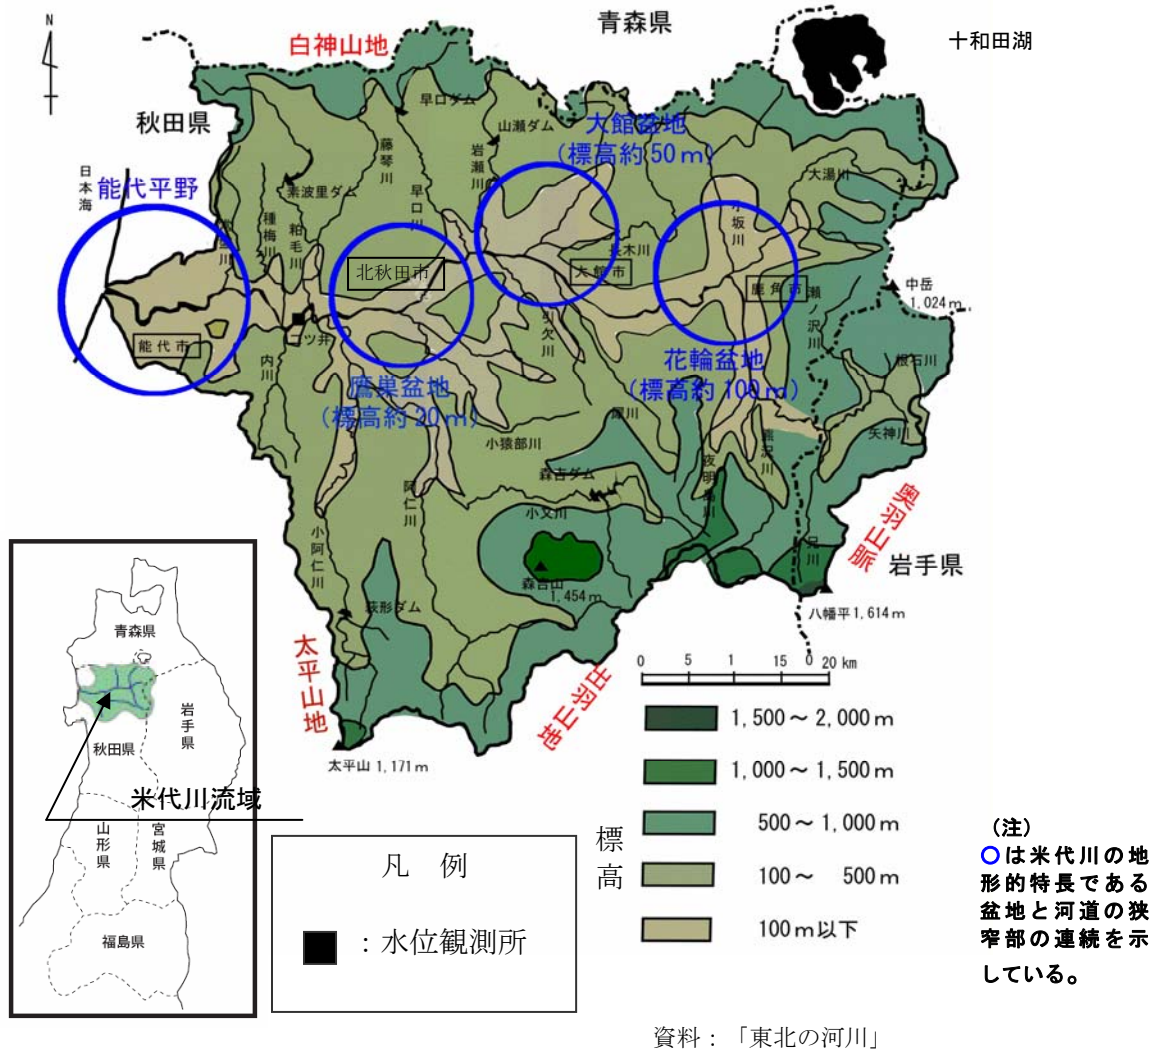 N
青森県
十和田湖
白神山地
秋田県
早口ダム
山瀬ダム
大館盆地
(標高約50m)
藤琴川
岩瀬川
大湯川
日本海
能代平野
素波里ダム
早口川
種梅川
粕毛川
小坂川
長木川
北秋田市
大館市
鹿角市
瀬ノ沢川
中岳
1,024m
能代市
二ツ井
引欠川
内川
花輪盆地
(標高約100m)
根石川
鷹巣盆地
(標高約20m)
犀川
小猿部川
熊沢川
矢神川
森吉ダム
夜明島川
阿仁川
小又川
奥羽山脈
小阿仁川
岩手県
森吉山
1,454m
萩形ダム
八幡平1,614m
太平山地
出羽山地
太平山 1,171m
0 5 1 15 0 20 km
1,500～2,000m
1,000～1,500m
500～1,000m
100～ 500m
100m以下
標高
青森県
岩手県
秋田県
米代川流域
山形県
宮城県
福島県
凡 例
：水位観測所
（注）
○は米代川の地
形的特長である
盆地と河道の狭
窄部の連続を示
している。
資料：「東北の河川」